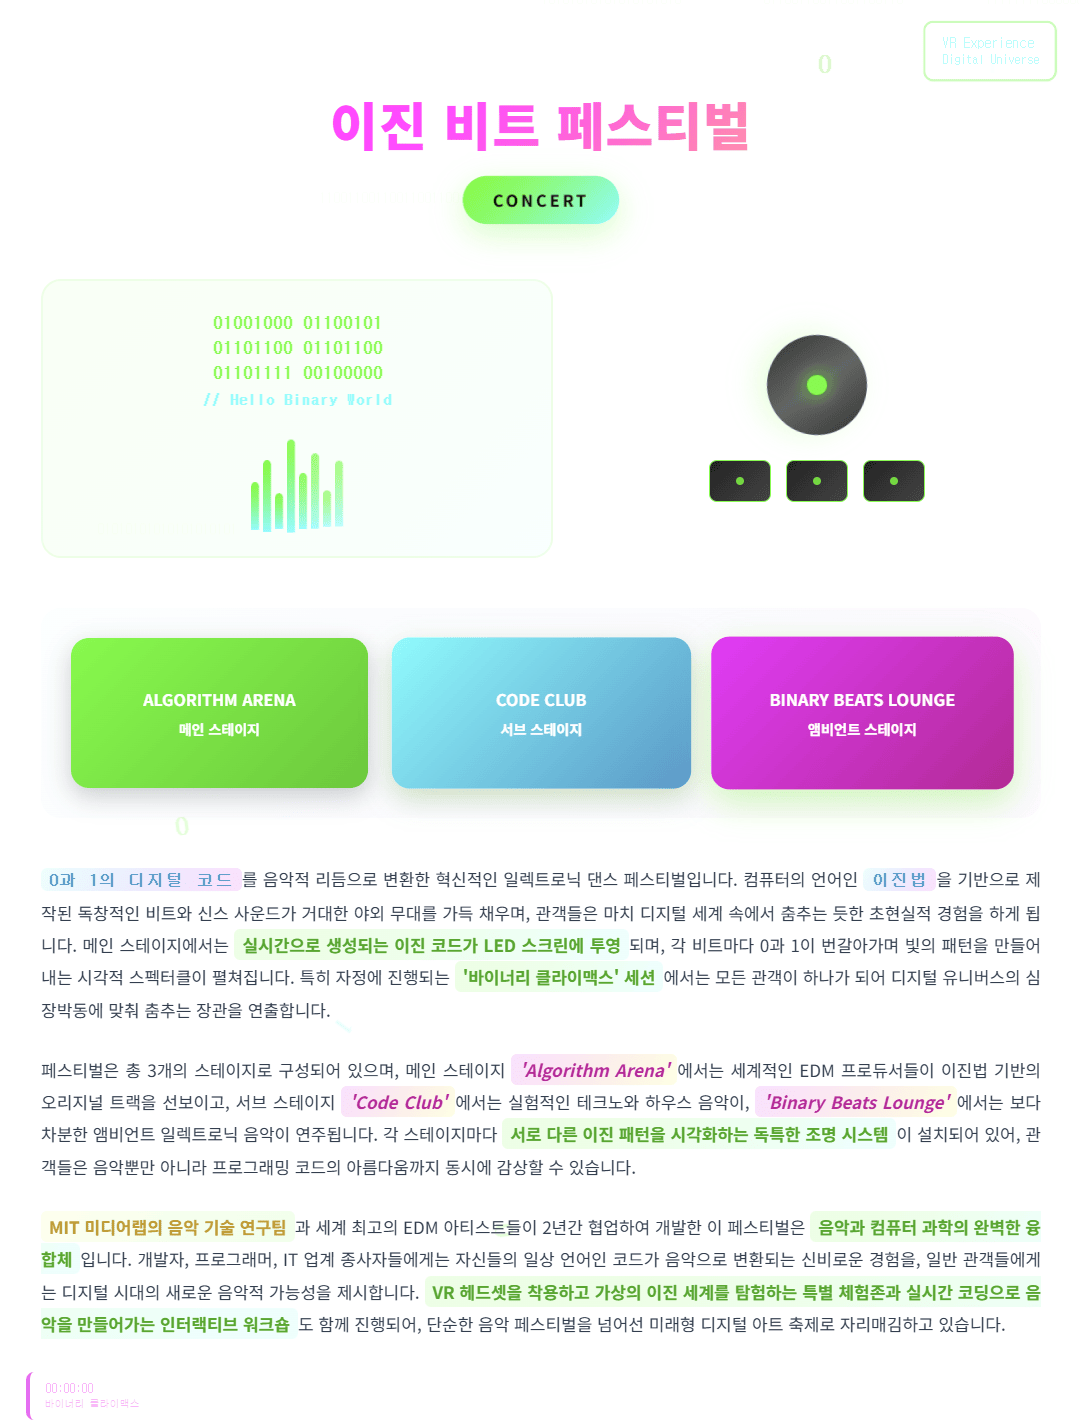 VR Experience
Digital Universe
0
이진 비트 페스티벌
CONCERT
01001000 01100101
01101100 01101100
01101111 00100000
// Hello Binary World
ALGORITHM ARENA
메인 스테이지
CODE CLUB
서브 스테이지
BINARY BEATS LOUNGE
앰비언트 스테이지
0
0과 1의 디지털 코드를 음악적 리듬으로 변환한 혁신적인 일렉트로닉 댄스 페스티벌입니다. 컴퓨터의 언어인 이진법을 기반으로 제
작된 독창적인 비트와 신스 사운드가 거대한 야외 무대를 가득 채우며, 관객들은 마치 디지털 세계 속에서 춤추는 듯한 초현실적 경험을 하게 됩
니다. 메인 스테이지에서는 실시간으로 생성되는 이진 코드가 LED 스크린에 투영되며, 각 비트마다 0과 1이 번갈아가며 빛의 패턴을 만들어
내는 시각적 스펙터클이 펼쳐집니다. 특히 자정에 진행되는 '바이너리 클라이맥스' 세션에서는 모든 관객이 하나가 되어 디지털 유니버스의 심
장박동에 맞춰 춤추는 장관을 연출합니다.
페스티벌은 총 3개의 스테이지로 구성되어 있으며, 메인 스테이지 'Algorithm Arena'에서는 세계적인 EDM 프로듀서들이 이진법 기반의
오리지널 트랙을 선보이고, 서브 스테이지 'Code Club'에서는 실험적인 테크노와 하우스 음악이, 'Binary Beats Lounge'에서는 보다
차분한 앰비언트 일렉트로닉 음악이 연주됩니다. 각 스테이지마다 서로 다른 이진 패턴을 시각화하는 독특한 조명 시스템이 설치되어 있어, 관
객들은 음악뿐만 아니라 프로그래밍 코드의 아름다움까지 동시에 감상할 수 있습니다.
MIT 미디어랩의 음악 기술 연구팀과 세계 최고의 EDM 아티스트들이 2년간 협업하여 개발한 이 페스티벌은 음악과 컴퓨터 과학의 완벽한 융
합체입니다. 개발자, 프로그래머, IT 업계 종사자들에게는 자신들의 일상 언어인 코드가 음악으로 변환되는 신비로운 경험을, 일반 관객들에게
는 디지털 시대의 새로운 음악적 가능성을 제시합니다. VR 헤드셋을 착용하고 가상의 이진 세계를 탐험하는 특별 체험존과 실시간 코딩으로 음
악을 만들어가는 인터랙티브 워크숍도 함께 진행되어, 단순한 음악 페스티벌을 넘어선 미래형 디지털 아트 축제로 자리매김하고 있습니다.
00:00:00
바이너리 클라이맥스